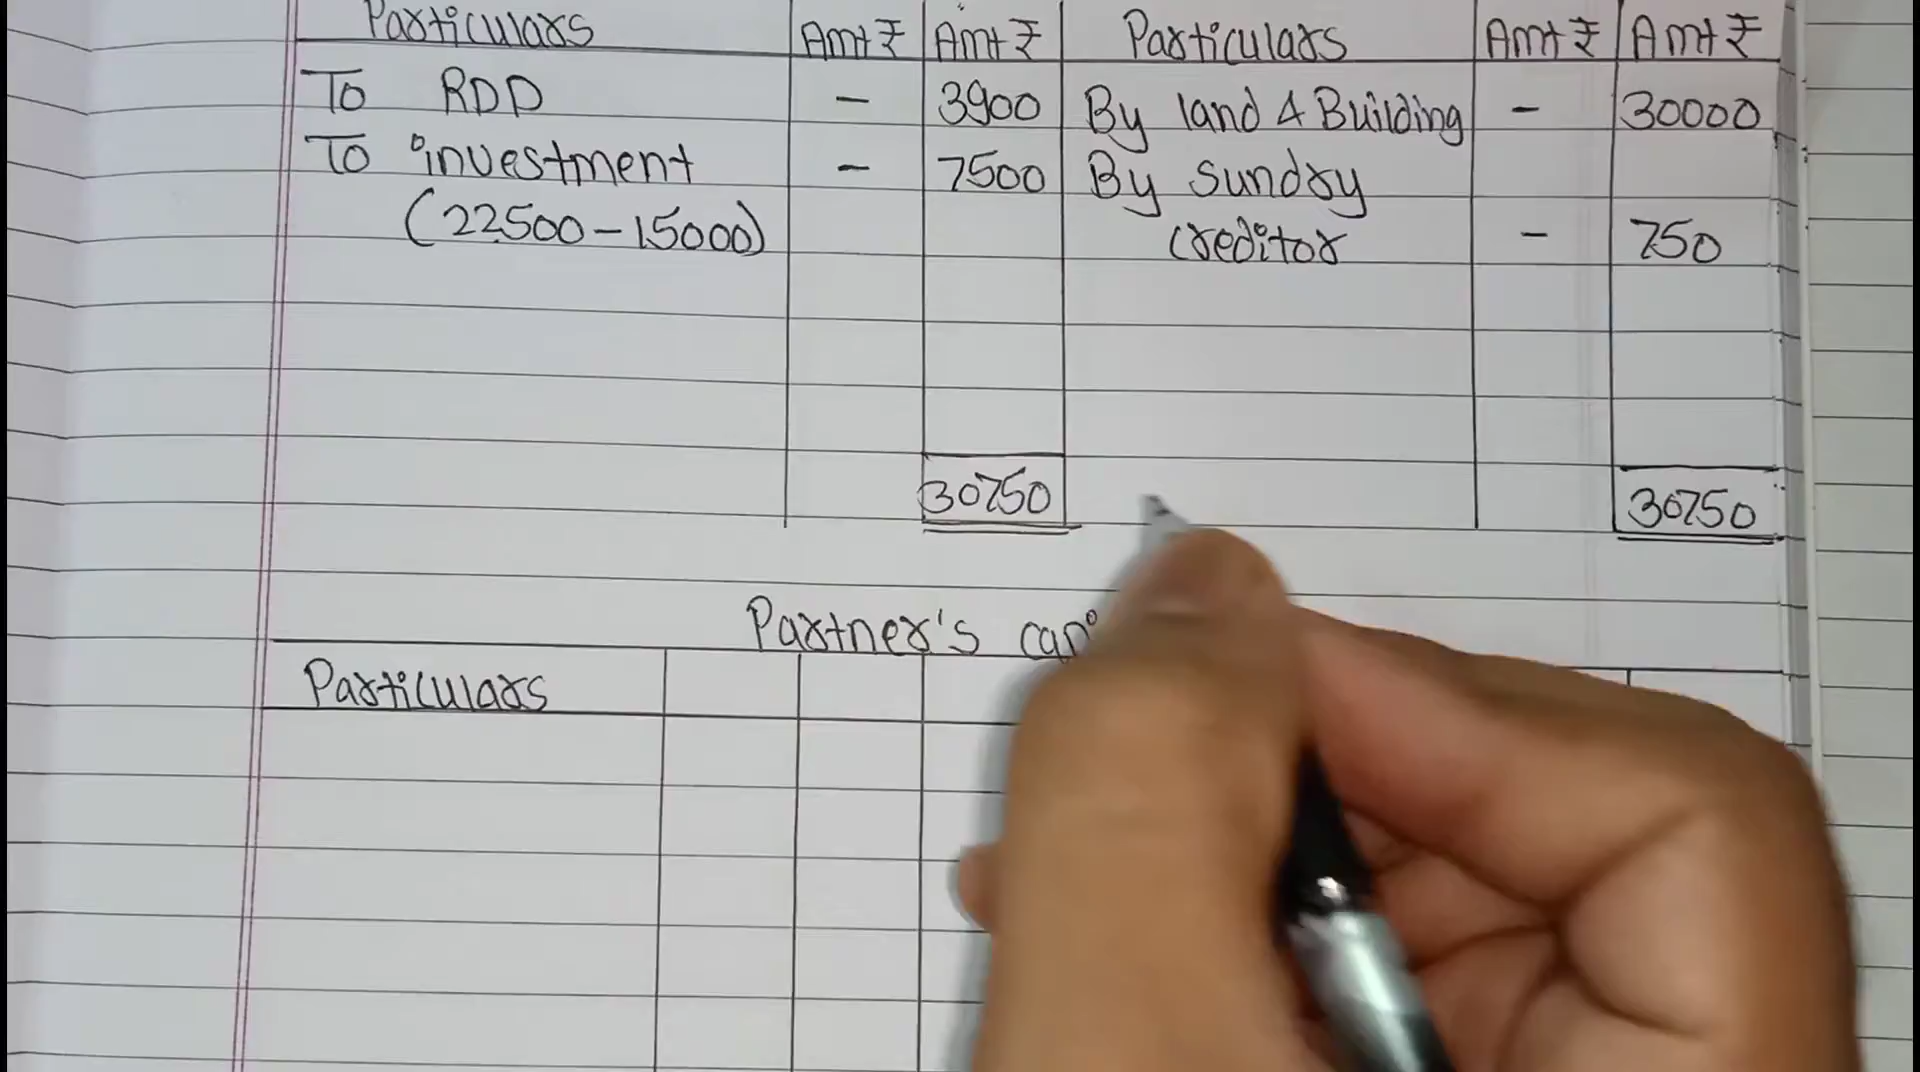 Particulars Amt ₹ Amt ₹ Particulars Amt ₹ Amt ₹
To RDD - 3900 By land & Building - 30000
To investment - 7500 By Sundry
(22500-15000) creditor - 750
30750 30750
Partner's
Particulars